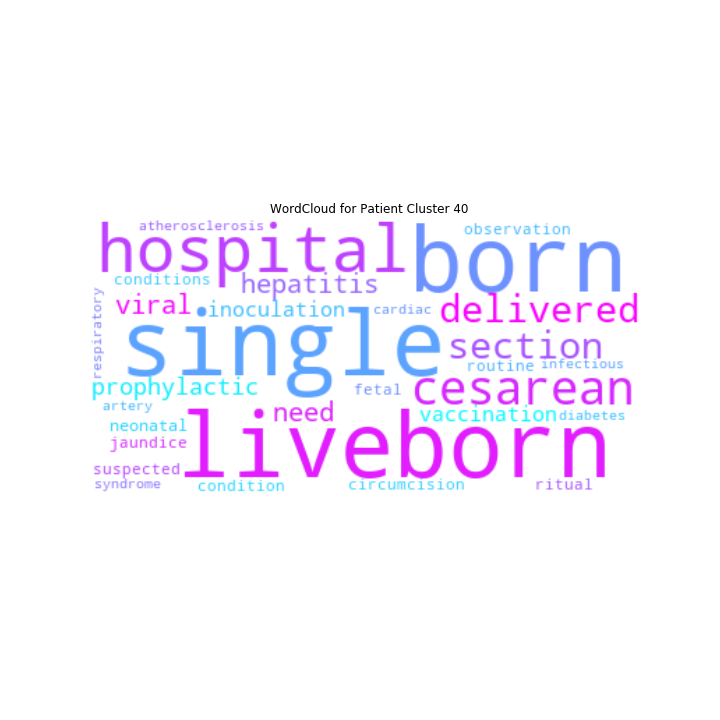 WordCloud for Patient Cluster 40
atherosclerosis
hospital
born
observation
conditions
hepatitis
respiratory
viral
inoculation
cardiac
delivered
single
section
routine
infectious
prophylactic
fetal
cesarean
artery
need
vaccination
diabetes
neonatal
liveborn
jaundice
suspected
syndrome
condition
circumcision
ritual